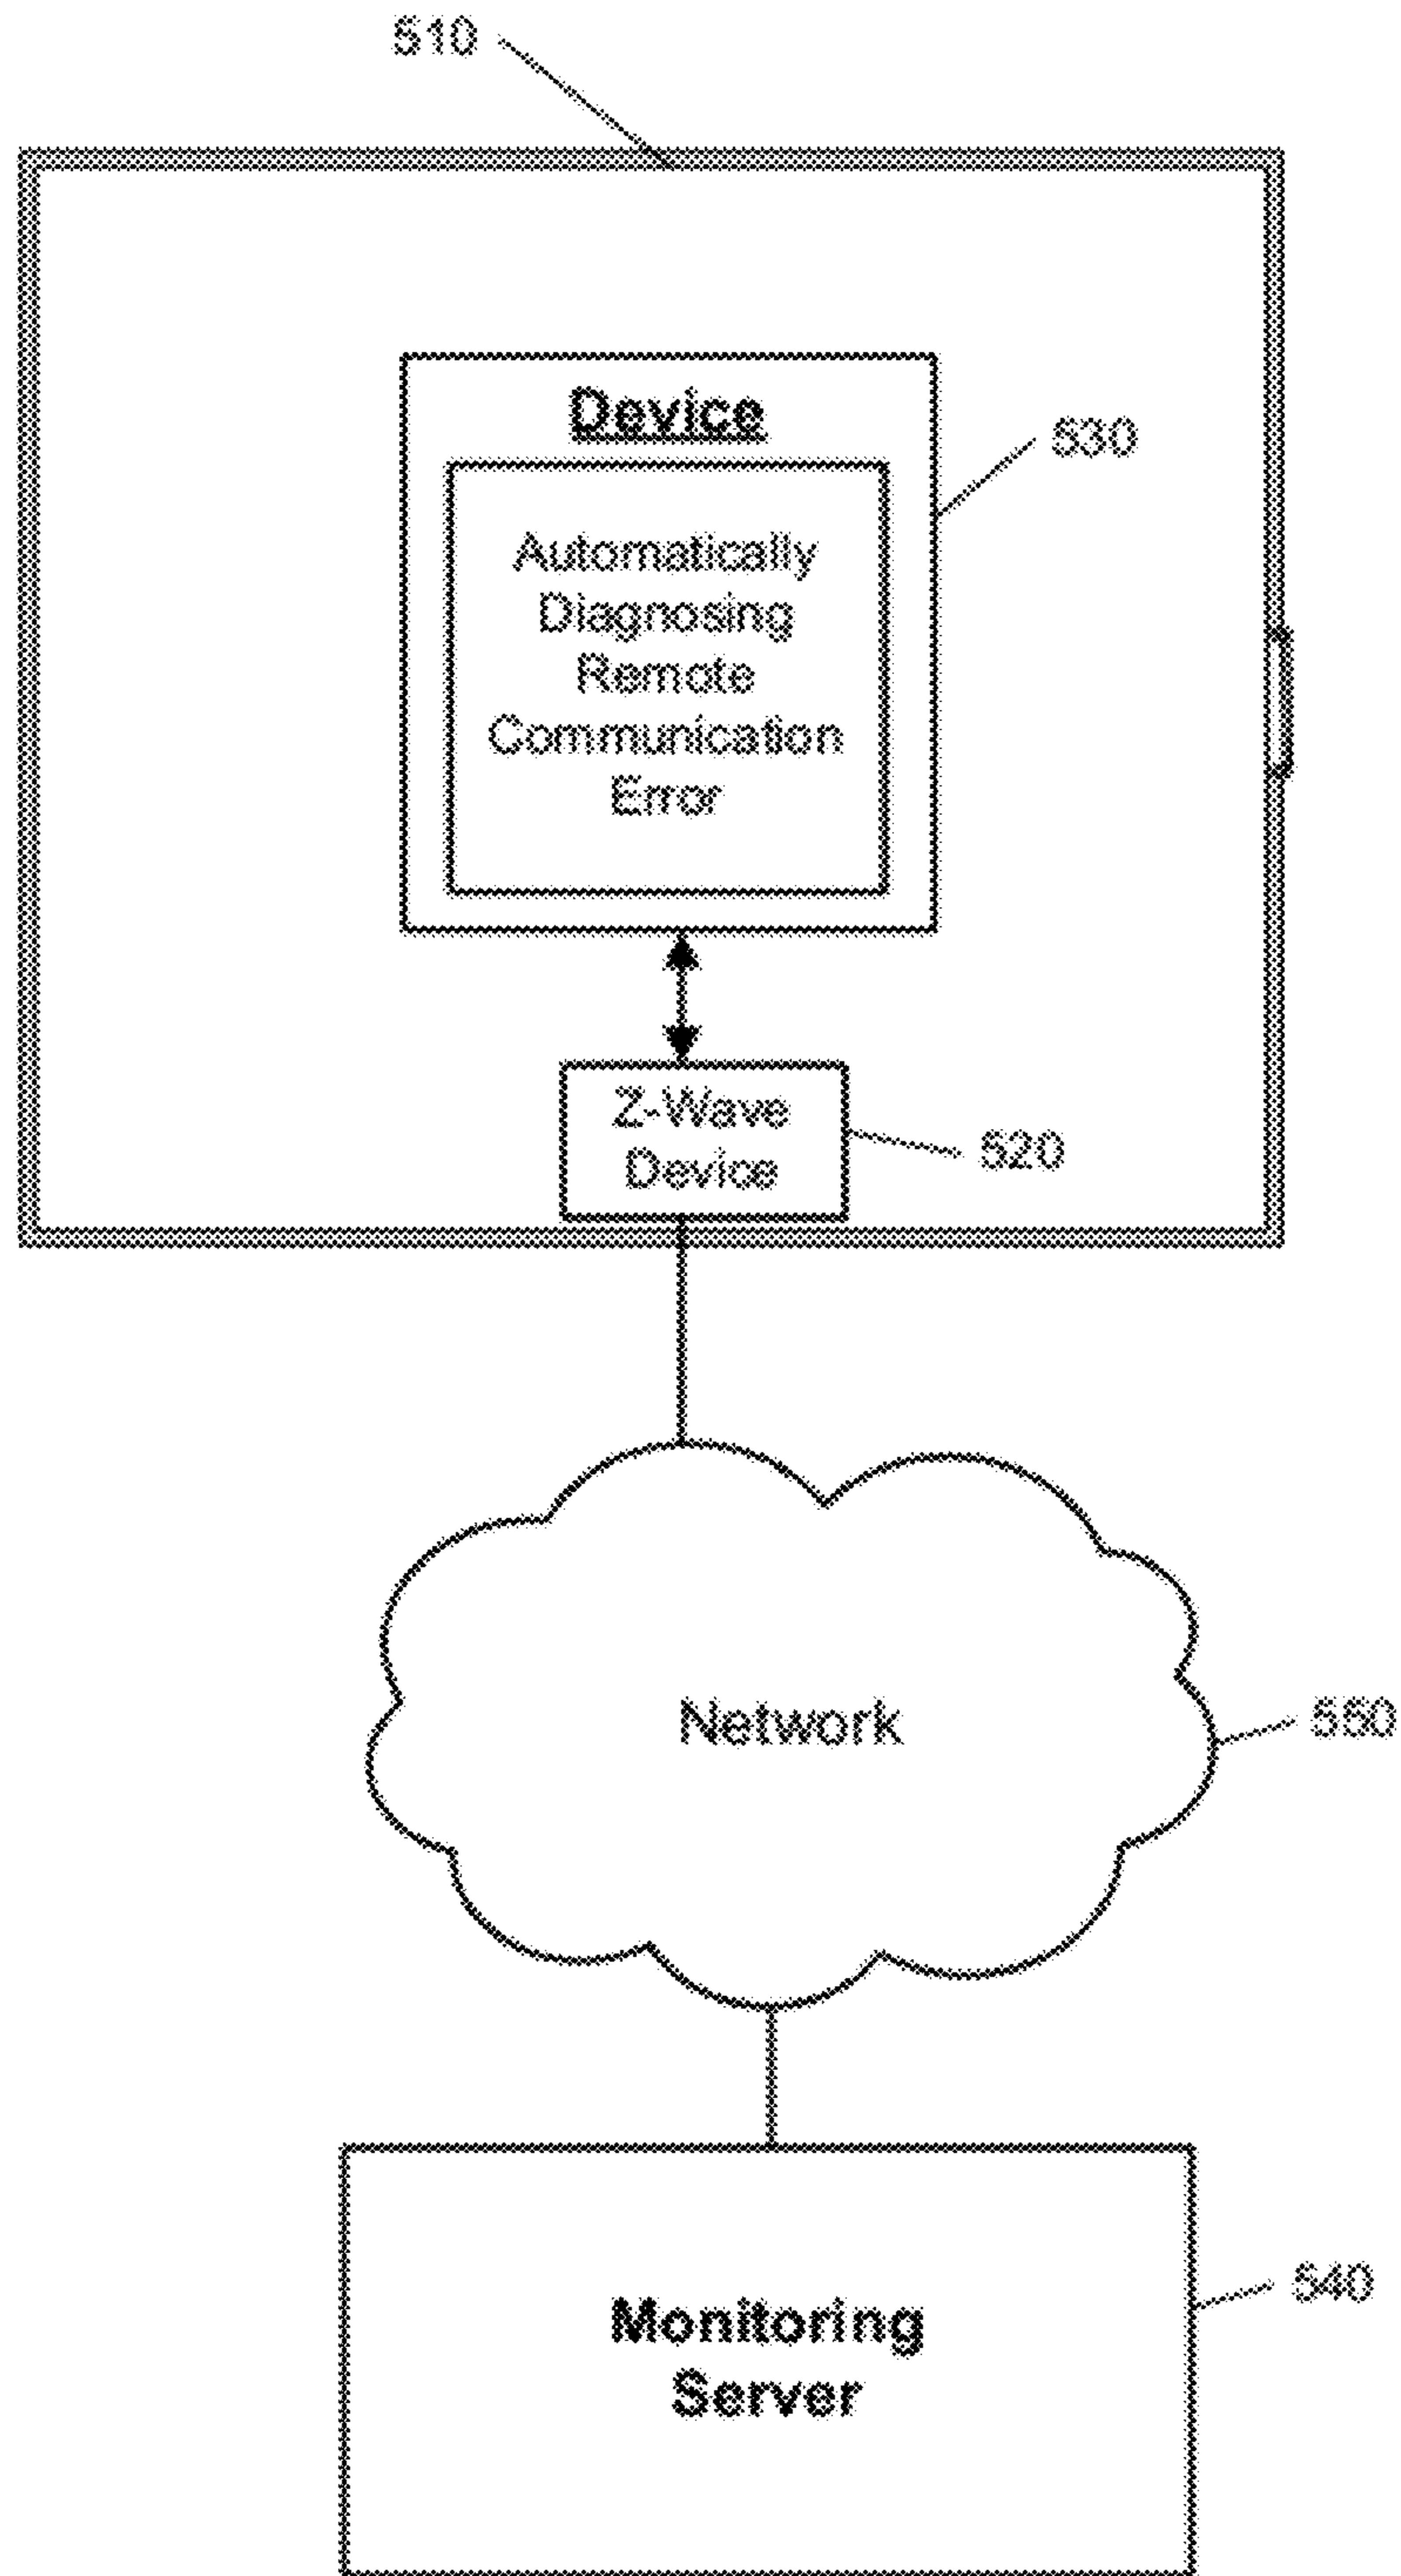 510
Device
530
Automatically
Diagnosing
Remote
Communication
Error
Z-Wave
Device
520
Network
550
540
Monitoring
Server